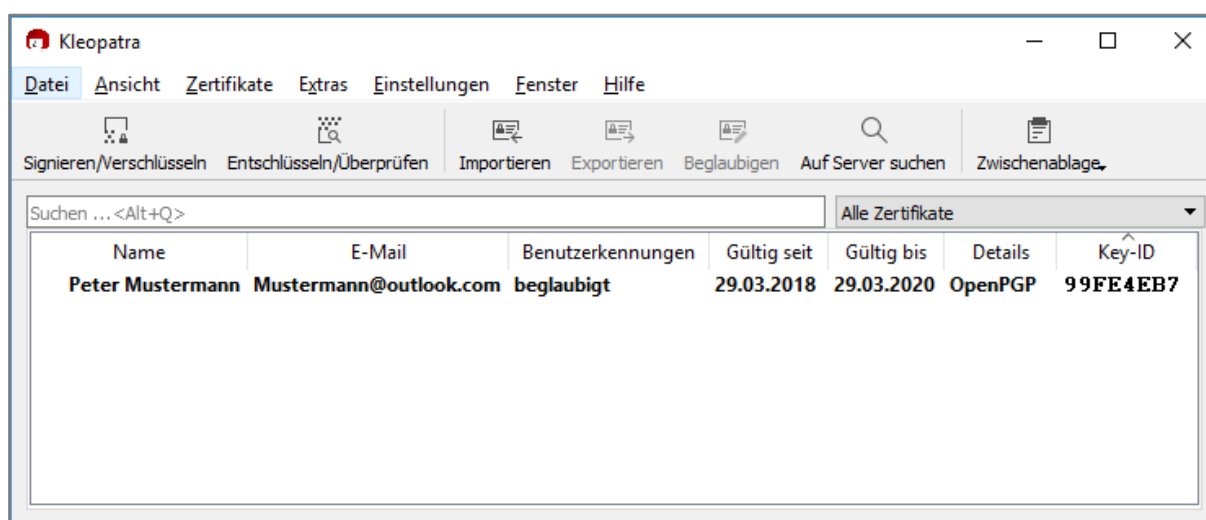 Kleopatra
Datei Ansicht Zertifikate Extras Einstellungen Fenster Hilfe
Signieren/Verschlüsseln Entschlüsseln/Überprüfen Importieren Exportieren Beglaubigen Auf Server suchen Zwischenablage
Suchen ...<Alt+Q> Alle Zertifikate
Name E-Mail Benutzerkennungen Gültig seit Gültig bis Details Key-ID
Peter Mustermann Mustermann@outlook.com beglaubigt 29.03.2018 29.03.2020 OpenPGP 99FE4EB7